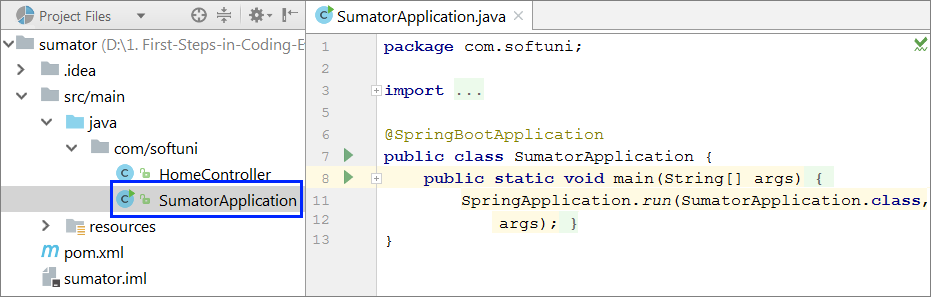 Project Files
sumator (D:\1. First-Steps-in-Coding-E
.idea
src/main
java
com/softuni
HomeController
SumatorApplication
resources
pom.xml
sumator.iml
SumatorApplication.java
1 package com.softuni;
2
3 import ...
5
6 @SpringBootApplication
7 public class SumatorApplication {
8 public static void main(String[] args) {
11 SpringApplication.run(SumatorApplication.class,
12 args); }
13 }